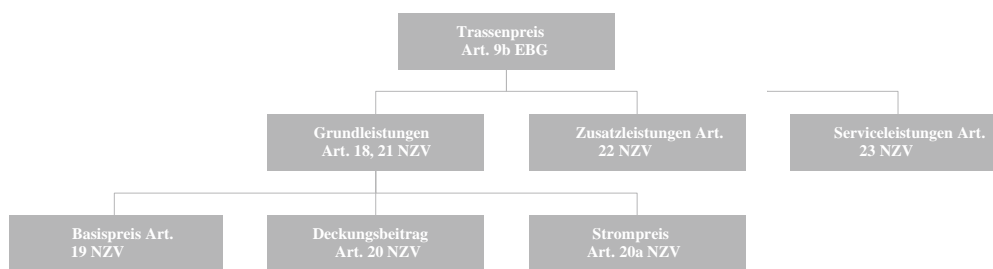 Trassenpreis
Art. 9b EBG
Grundleistungen
Art. 18, 21 NZV
Zusatzleistungen Art.
22 NZV
Serviceleistungen Art.
23 NZV
Basispreis Art.
19 NZV
Deckungsbeitrag
Art. 20 NZV
Strompreis
Art. 20a NZV